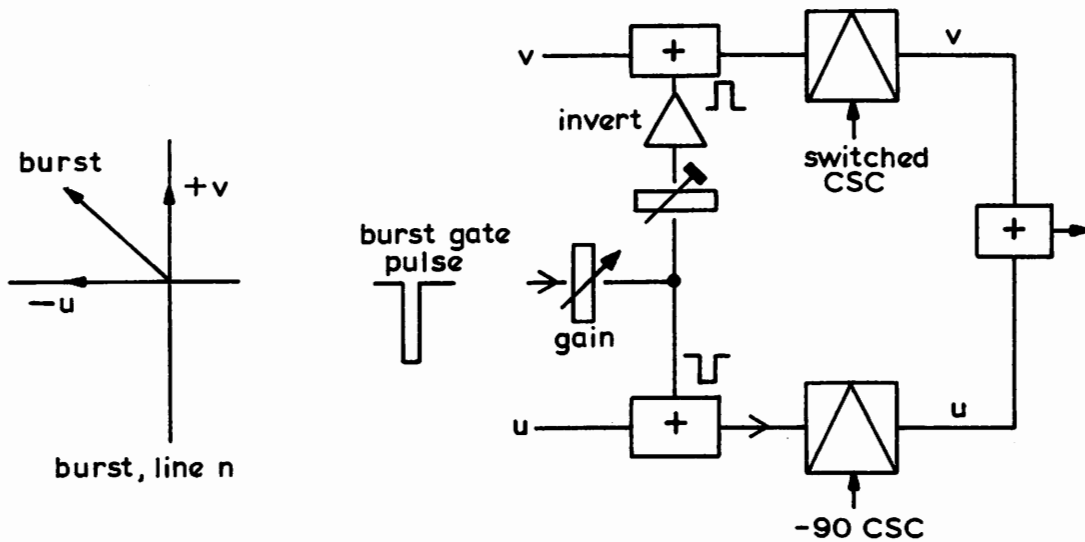 burst
+v
-u
burst, line n
burst gate
pulse
gain
v
+
invert
switched
CSC
v
+
u
+
u
-90 CSC